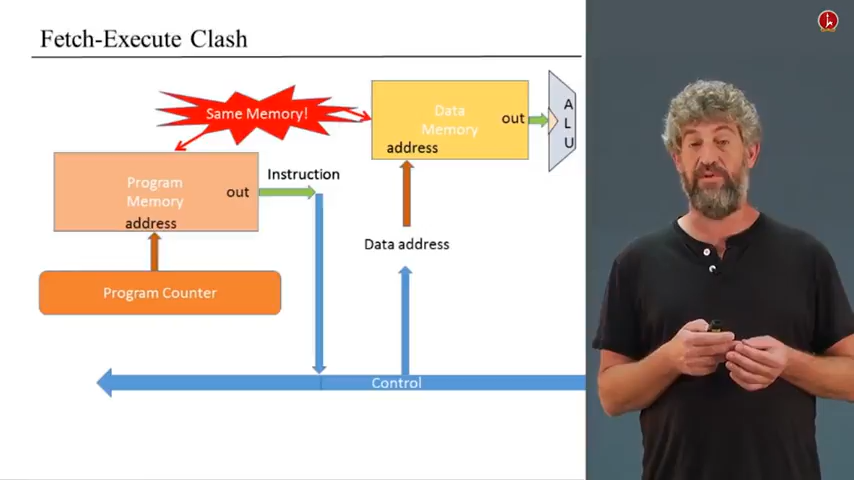 Fetch-Execute Clash
Same Memory!
Data
Memory
address
out
A
L
U
Program
Memory
address
out
Instruction
Data address
Program Counter
Control